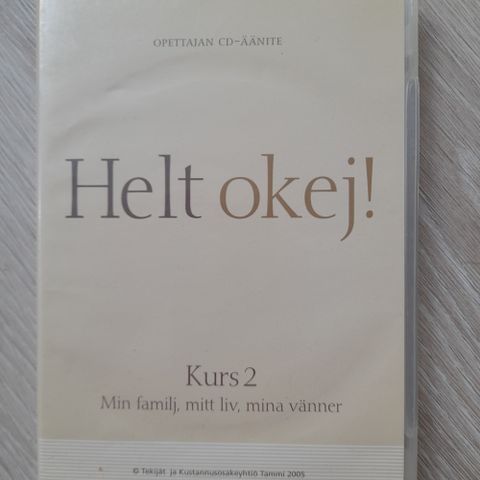 OPETTAJAN CD-ÄÄNITE
Helt okej!
Kurs 2
Min familj, mitt liv, mina vänner
© Tekijät ja Kustannusosakeyhtiö Tammi 2005